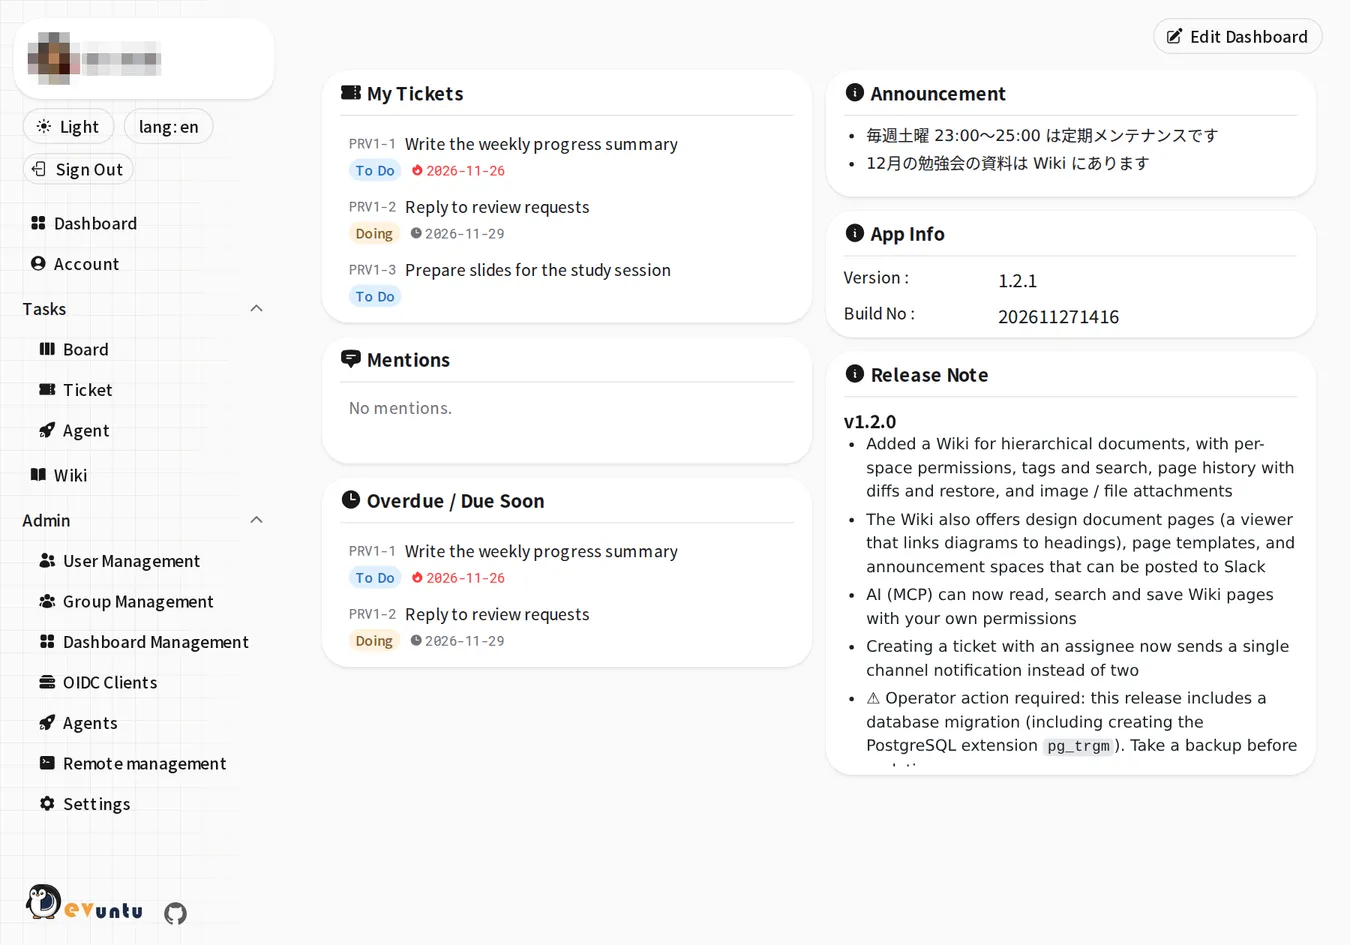 Light
lang: en
Sign Out
Dashboard
Account
Tasks
Board
Ticket
Agent
Wiki
Admin
User Management
Group Management
Dashboard Management
OIDC Clients
Agents
Remote management
Settings
evuntu
Edit Dashboard
My Tickets
PRV1-1 Write the weekly progress summary
To Do 2026-11-26
PRV1-2 Reply to review requests
Doing 2026-11-29
PRV1-3 Prepare slides for the study session
To Do
Mentions
No mentions.
Overdue / Due Soon
PRV1-1 Write the weekly progress summary
To Do 2026-11-26
PRV1-2 Reply to review requests
Doing 2026-11-29
Announcement
• 毎週土曜 23:00〜25:00 は定期メンテナンスです
• 12月の勉強会の資料は Wiki にあります
App Info
Version : 1.2.1
Build No : 202611271416
Release Note
v1.2.0
• Added a Wiki for hierarchical documents, with per-
space permissions, tags and search, page history with
diffs and restore, and image / file attachments
• The Wiki also offers design document pages (a viewer
that links diagrams to headings), page templates, and
announcement spaces that can be posted to Slack
• AI (MCP) can now read, search and save Wiki pages
with your own permissions
• Creating a ticket with an assignee now sends a single
channel notification instead of two
• ⚠ Operator action required: this release includes a
database migration (including creating the
PostgreSQL extension pg_trgm). Take a backup before